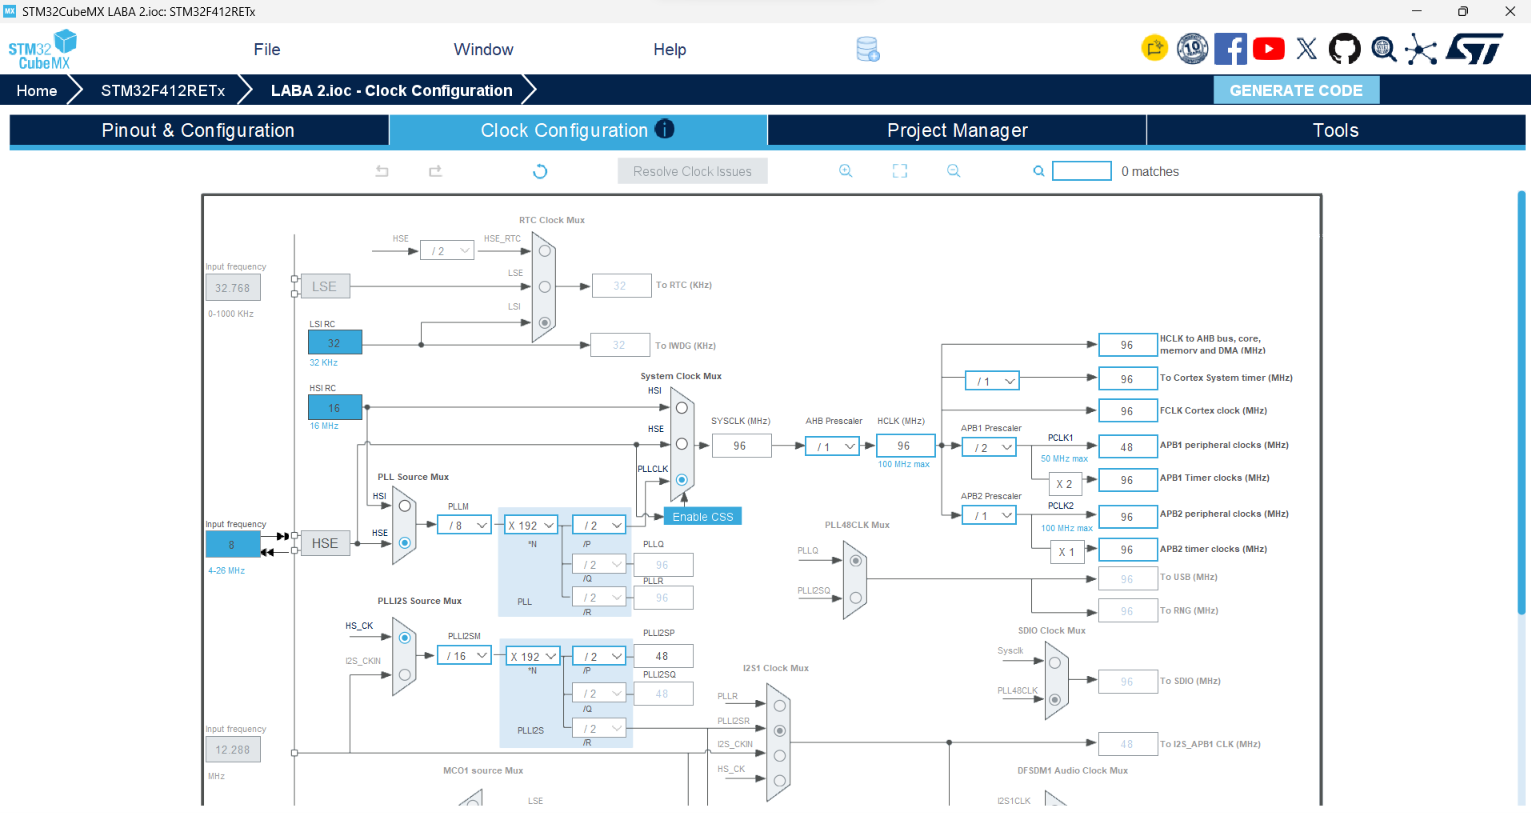 STM32CubeMX LABA 2.ioc: STM32F412RETx
STM32 CubeMX
File
Window
Help
Home
STM32F412RETx
LABA 2.ioc - Clock Configuration
GENERATE CODE
Pinout & Configuration
Clock Configuration
Project Manager
Tools
Resolve Clock Issues
0 matches
RTC Clock Mux
HSE
/ 2
HSE_RTC
Input frequency
32.768
0-1000 KHz
LSE
LSE
LSI
32
To RTC (KHz)
LSI RC
32
32 KHz
32
To IWDG (KHz)
HSI RC
16
16 MHz
System Clock Mux
HSI
HSE
PLLCLK
Enable CSS
SYSCLK (MHz)
96
AHB Prescaler
/ 1
HCLK (MHz)
96
100 MHz max
96
HCLK to AHB bus, core,
memory and DMA (MHz)
/ 1
96
To Cortex System timer (MHz)
96
FCLK Cortex clock (MHz)
APB1 Prescaler
/ 2
PCLK1
50 MHz max
48
APB1 peripheral clocks (MHz)
X 2
96
APB1 Timer clocks (MHz)
APB2 Prescaler
/ 1
PCLK2
100 MHz max
96
APB2 peripheral clocks (MHz)
X 1
96
APB2 timer clocks (MHz)
PLL Source Mux
HSI
HSE
Input frequency
8
4-26 MHz
HSE
PLLM
/ 8
X 192
*N
/ 2
/P
PLLQ
/ 2
96
/Q
PLLR
/ 2
96
/R
PLL
PLL48CLK Mux
PLLQ
PLLI2SQ
96
To USB (MHz)
96
To RNG (MHz)
PLLI2S Source Mux
HS_CK
I2S_CKIN
PLLI2SM
/ 16
X 192
*N
/ 2
/P
PLLI2SP
48
PLLI2SQ
/ 2
48
/Q
/ 2
/R
PLLI2S
SDIO Clock Mux
Sysclk
PLL48CLK
96
To SDIO (MHz)
I2S1 Clock Mux
PLLR
PLLI2SR
I2S_CKIN
HS_CK
48
To I2S_APB1 CLK (MHz)
Input frequency
12.288
MHz
MCO1 source Mux
LSE
DFSDM1 Audio Clock Mux
I2S1CLK